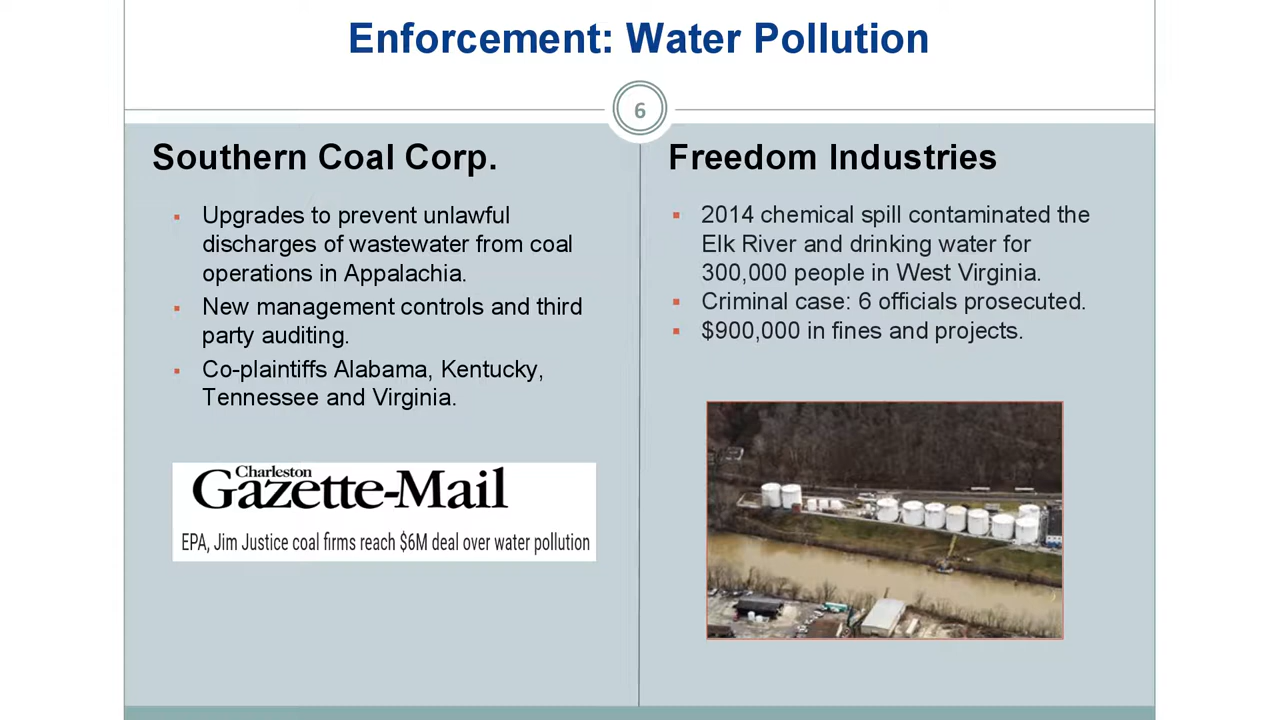 Enforcement: Water Pollution
6
Southern Coal Corp.
▪ Upgrades to prevent unlawful
discharges of wastewater from coal
operations in Appalachia.
▪ New management controls and third
party auditing.
▪ Co-plaintiffs Alabama, Kentucky,
Tennessee and Virginia.
Charleston
Gazette-Mail
EPA, Jim Justice coal firms reach $6M deal over water pollution
Freedom Industries
▪ 2014 chemical spill contaminated the
Elk River and drinking water for
300,000 people in West Virginia.
▪ Criminal case: 6 officials prosecuted.
▪ $900,000 in fines and projects.